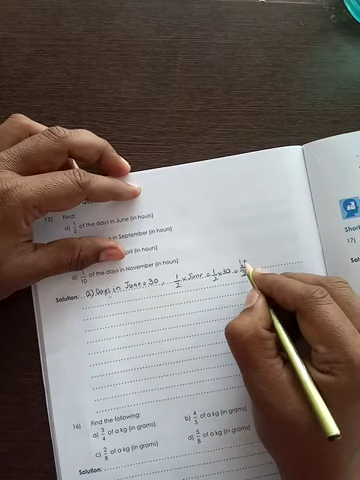 15) Find:
a) 1/2 of the days in June (in hours)
in September (in hours)
April (in hours)
d) 1/10 of the days in November (in hours)
Solution: a) Days in June = 30, 1/2 × June = 1/2 × 30 =
16) Find the following:
a) 3/4 of a kg (in grams) b) 4/5 of a kg (in grams)
c) 2/8 of a kg (in grams) d) 5/8 of a kg (in grams)
Solution:
Short
17)
Sol